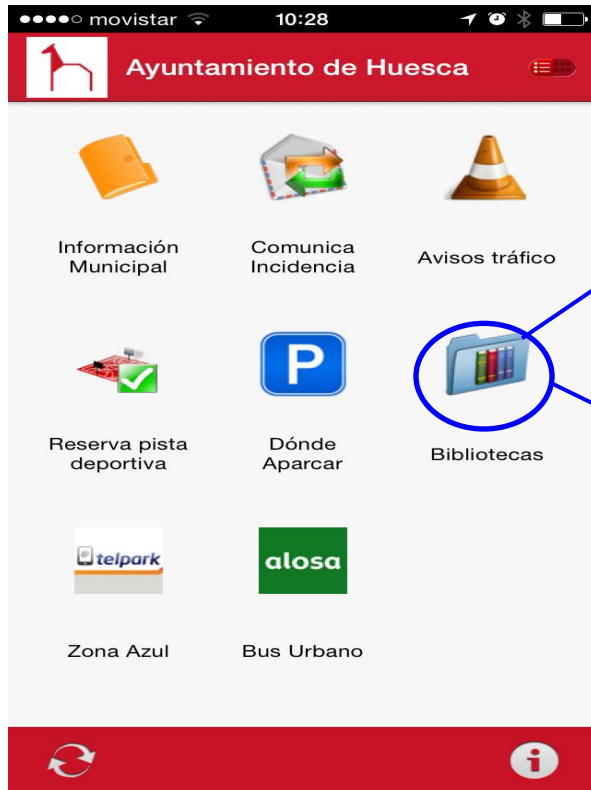 movistar 10:28
Ayuntamiento de Huesca
Información
Municipal
Comunica
Incidencia
Avisos tráfico
Reserva pista
deportiva
P
Dónde
Aparcar
Bibliotecas
telpark
Zona Azul
alosa
Bus Urbano
i